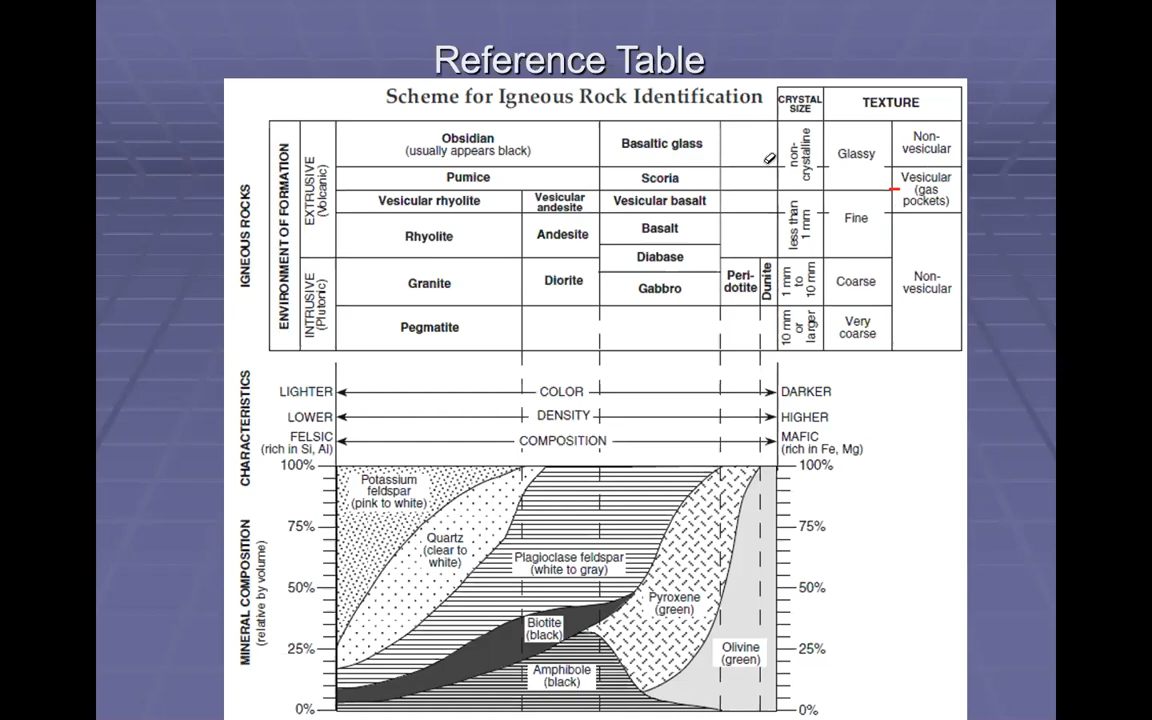 Reference Table
Scheme for Igneous Rock Identification
CRYSTAL
SIZE
TEXTURE
IGNEOUS ROCKS
ENVIRONMENT OF FORMATION
EXTRUSIVE
(Volcanic)
Obsidian
(usually appears black)
Basaltic glass
non-
crystalline
Glassy
Non-
vesicular
Pumice
Scoria
Vesicular
(gas
pockets)
Vesicular rhyolite
Vesicular
andesite
Vesicular basalt
less than
1 mm
Fine
Rhyolite
Andesite
Basalt
Diabase
INTRUSIVE
(Plutonic)
Granite
Diorite
Gabbro
Peri-
dotite
Dunite
1 mm
to
10 mm
Coarse
Non-
vesicular
Pegmatite
10 mm
or
larger
Very
coarse
CHARACTERISTICS
LIGHTER COLOR DARKER
LOWER DENSITY HIGHER
FELSIC COMPOSITION MAFIC
(rich in Si, Al) (rich in Fe, Mg)
MINERAL COMPOSITION
(relative by volume)
100% 100%
75% 75%
50% 50%
25% 25%
0% 0%
Potassium
feldspar
(pink to white)
Quartz
(clear to
white)
Plagioclase feldspar
(white to gray)
Biotite
(black)
Pyroxene
(green)
Amphibole
(black)
Olivine
(green)